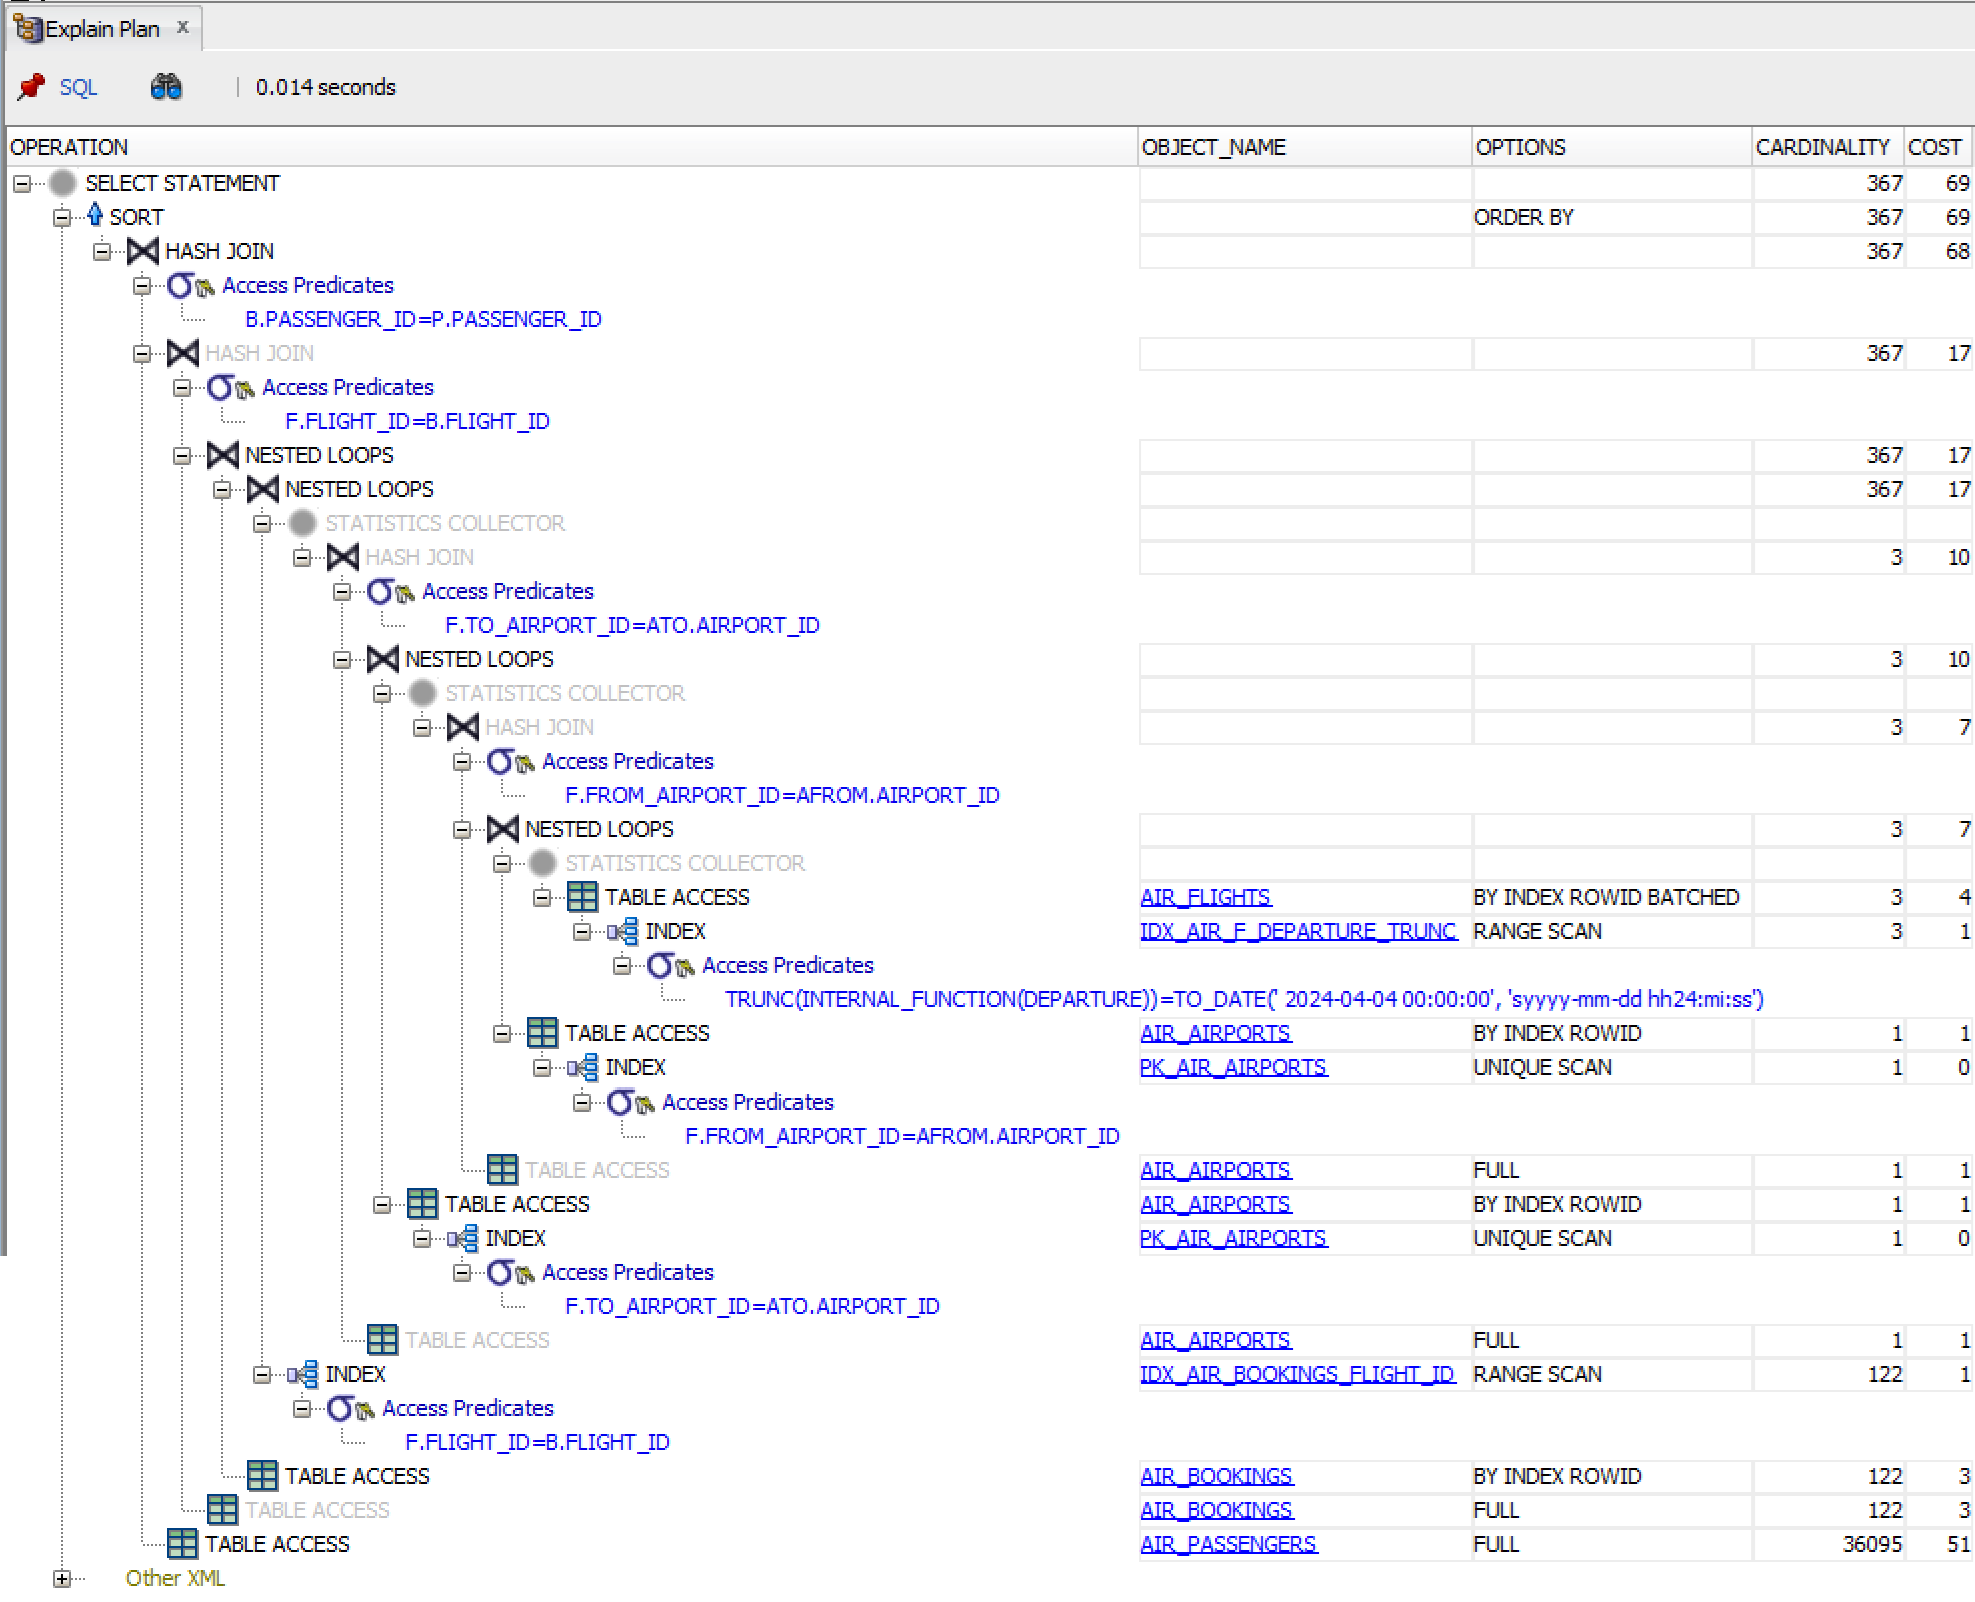 Explain Plan x
SQL | 0.014 seconds
OPERATION OBJECT_NAME OPTIONS CARDINALITY COST
SELECT STATEMENT 367 69
SORT ORDER BY 367 69
HASH JOIN 367 68
Access Predicates
B.PASSENGER_ID=P.PASSENGER_ID
HASH JOIN 367 17
Access Predicates
F.FLIGHT_ID=B.FLIGHT_ID
NESTED LOOPS 367 17
NESTED LOOPS 367 17
STATISTICS COLLECTOR
HASH JOIN 3 10
Access Predicates
F.TO_AIRPORT_ID=ATO.AIRPORT_ID
NESTED LOOPS 3 10
STATISTICS COLLECTOR
HASH JOIN 3 7
Access Predicates
F.FROM_AIRPORT_ID=AFROM.AIRPORT_ID
NESTED LOOPS 3 7
STATISTICS COLLECTOR
TABLE ACCESS AIR_FLIGHTS BY INDEX ROWID BATCHED 3 4
INDEX IDX_AIR_F_DEPARTURE_TRUNC RANGE SCAN 3 1
Access Predicates
TRUNC(INTERNAL_FUNCTION(DEPARTURE))=TO_DATE(' 2024-04-04 00:00:00', 'syyyy-mm-dd hh24:mi:ss')
TABLE ACCESS AIR_AIRPORTS BY INDEX ROWID 1 1
INDEX PK_AIR_AIRPORTS UNIQUE SCAN 1 0
Access Predicates
F.FROM_AIRPORT_ID=AFROM.AIRPORT_ID
TABLE ACCESS AIR_AIRPORTS FULL 1 1
TABLE ACCESS AIR_AIRPORTS BY INDEX ROWID 1 1
INDEX PK_AIR_AIRPORTS UNIQUE SCAN 1 0
Access Predicates
F.TO_AIRPORT_ID=ATO.AIRPORT_ID
TABLE ACCESS AIR_AIRPORTS FULL 1 1
INDEX IDX_AIR_BOOKINGS_FLIGHT_ID RANGE SCAN 122 1
Access Predicates
F.FLIGHT_ID=B.FLIGHT_ID
TABLE ACCESS AIR_BOOKINGS BY INDEX ROWID 122 3
TABLE ACCESS AIR_BOOKINGS FULL 122 3
TABLE ACCESS AIR_PASSENGERS FULL 36095 51
Other XML